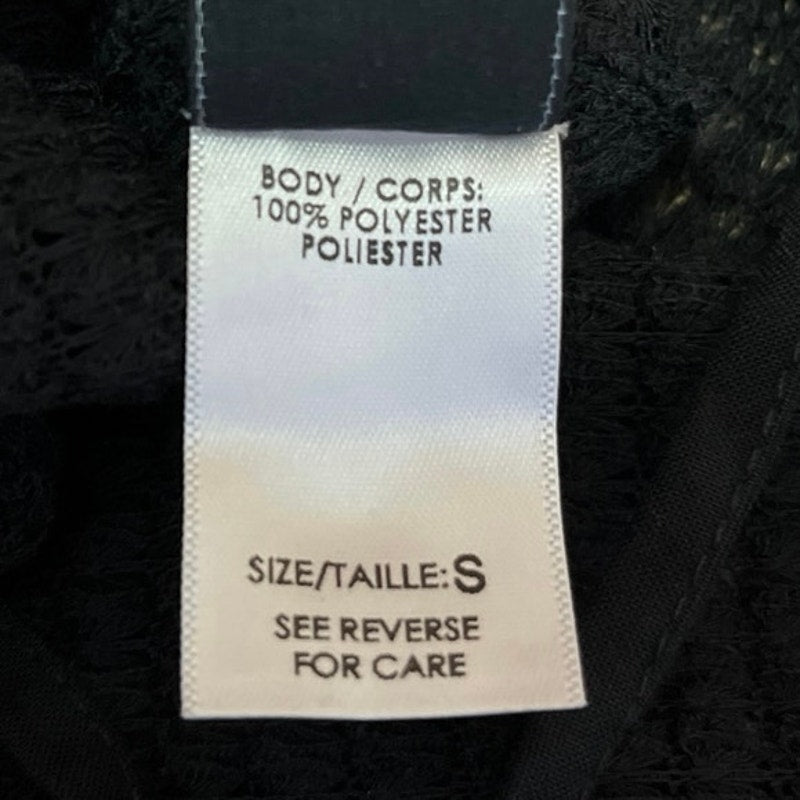 BODY / CORPS:
100% POLYESTER
POLIESTER
SIZE/TAILLE: S
SEE REVERSE
FOR CARE